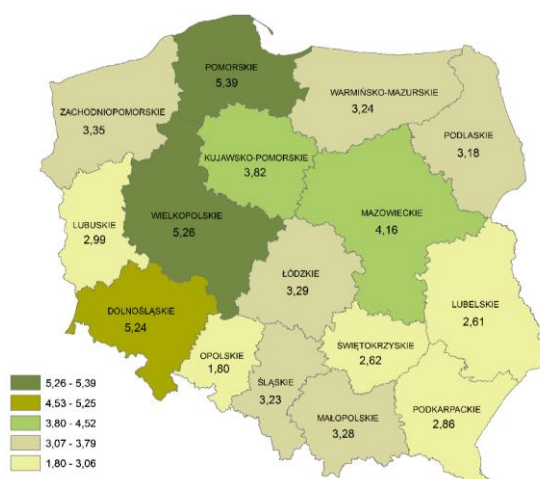 POMORSKIE
5,39
WARMIŃSKO-MAZURSKIE
3,24
ZACHODNIOPOMORSKIE
3,35
PODLASKIE
3,18
KUJAWSKO-POMORSKIE
3,82
MAZOWIECKIE
4,16
WIELKOPOLSKIE
5,26
LUBUSKIE
2,99
ŁÓDZKIE
3,29
LUBELSKIE
2,61
DOLNOŚLĄSKIE
5,24
ŚWIĘTOKRZYSKIE
2,62
OPOLSKIE
1,80
ŚLĄSKIE
3,23
MAŁOPOLSKIE
3,28
PODKARPACKIE
2,86
5,26 - 5,39
4,53 - 5,25
3,80 - 4,52
3,07 - 3,79
1,80 - 3,06